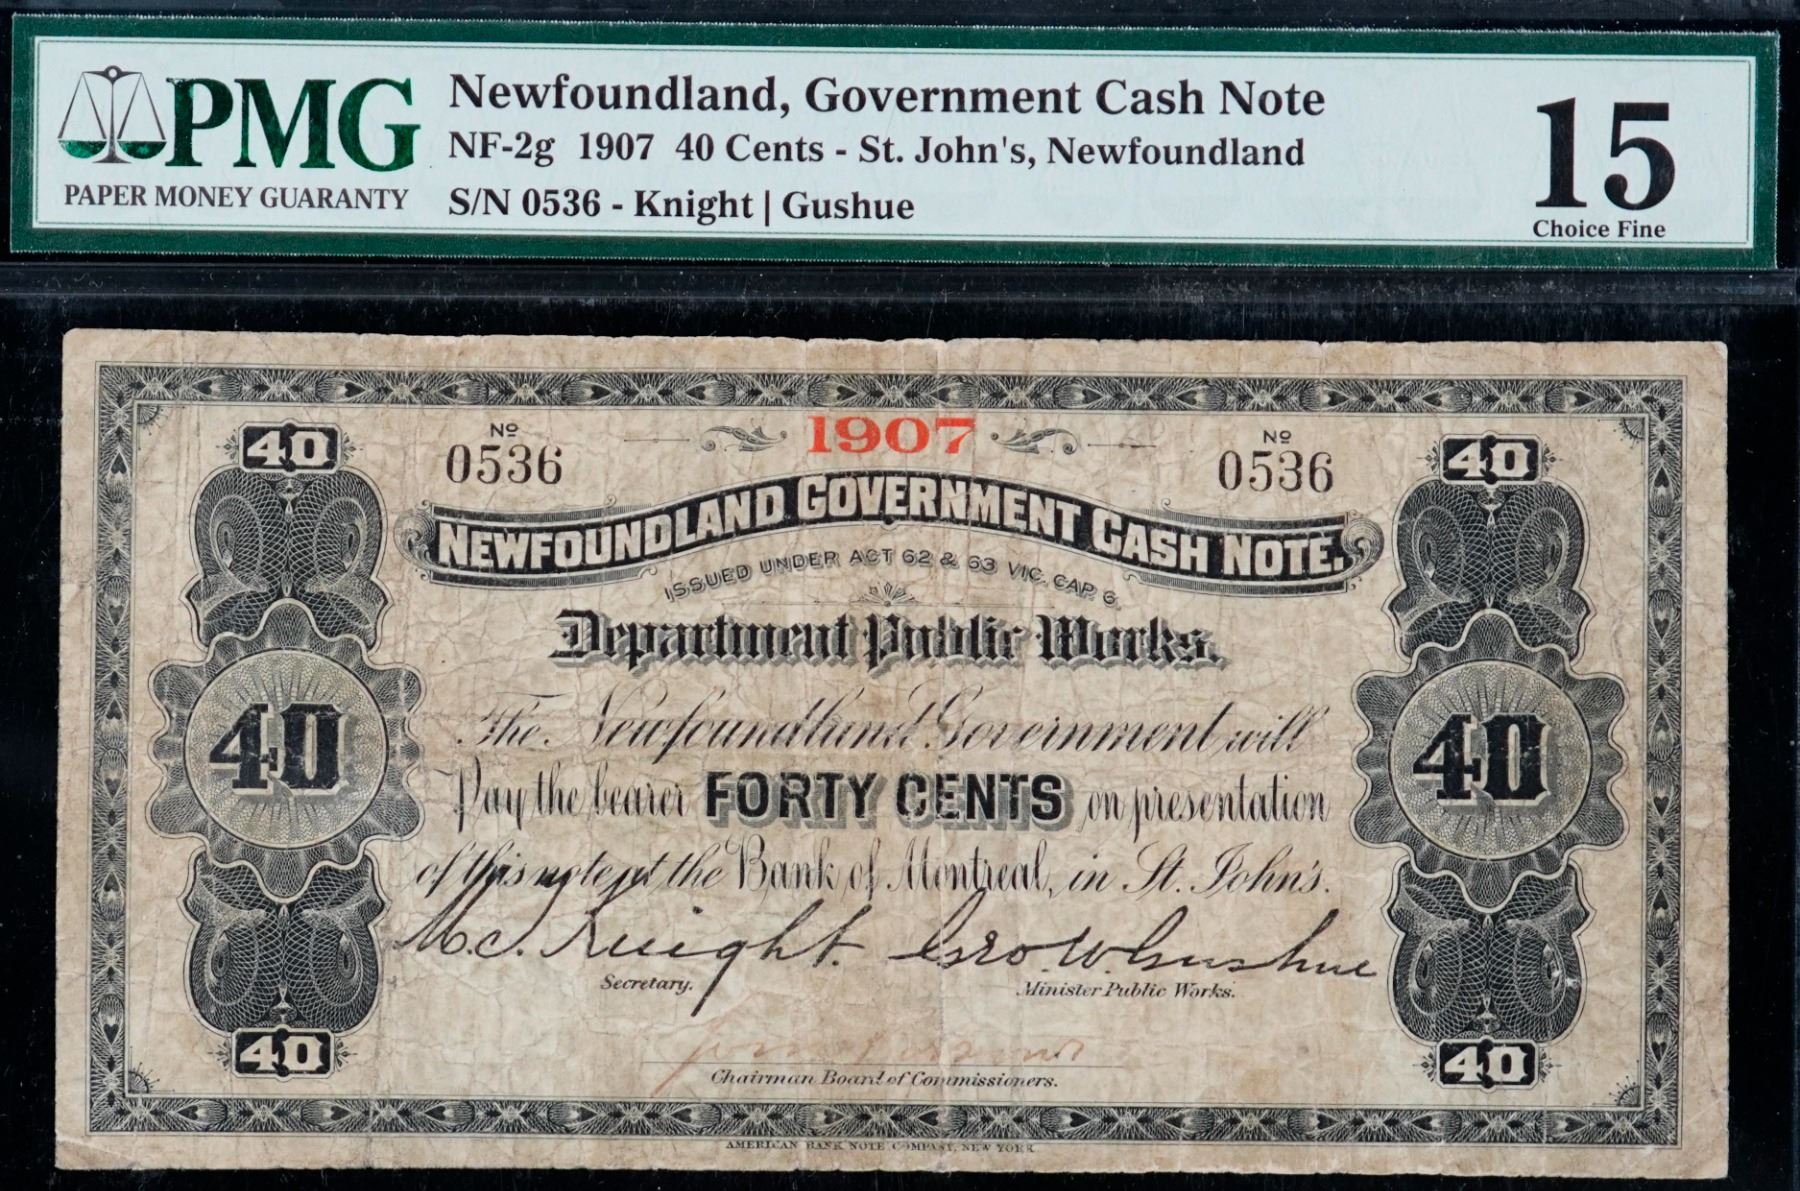 PMG
PAPER MONEY GUARANTY
Newfoundland, Government Cash Note
NF-2g 1907 40 Cents - St. John's, Newfoundland
S/N 0536 - Knight | Gushue
15
Choice Fine
40 Nº 0536 1907 Nº 0536 40
NEWFOUNDLAND GOVERNMENT CASH NOTE.
ISSUED UNDER ACT 62 & 63 VIC. CAP. 6.
Department Public Works.
The Newfoundland Government will
40 Pay the bearer FORTY CENTS on presentation 40
of this note at the Bank of Montreal, in St. John's.
Knight. Geo. W. Gushue
Secretary. Minister Public Works.
40 40
Chairman Board of Commissioners.
AMERICAN BANK NOTE COMPANY, NEW YORK